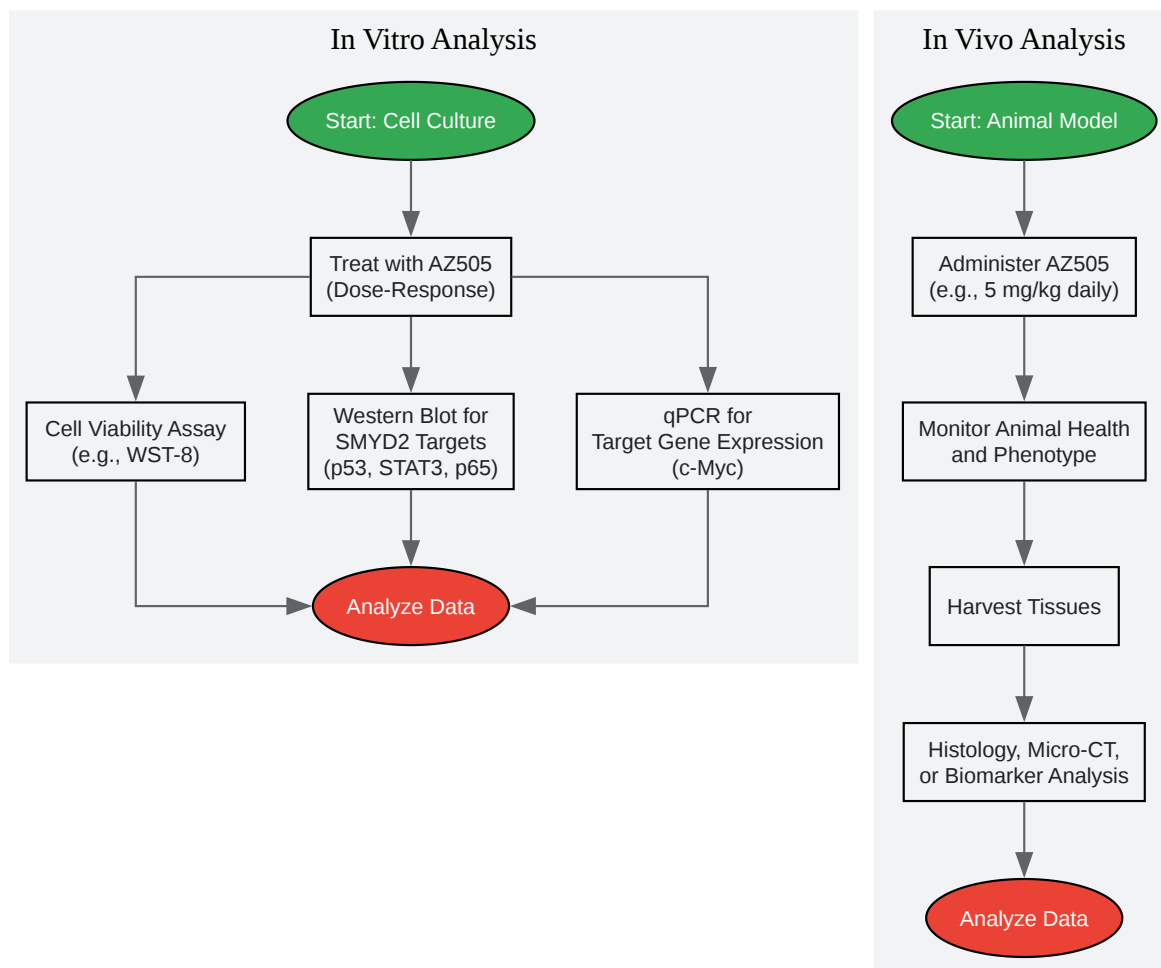 In Vitro Analysis
Start: Cell Culture
Treat with AZ505
(Dose-Response)
Cell Viability Assay
(e.g., WST-8)
Western Blot for
SMYD2 Targets
(p53, STAT3, p65)
qPCR for
Target Gene Expression
(c-Myc)
Analyze Data
In Vivo Analysis
Start: Animal Model
Administer AZ505
(e.g., 5 mg/kg daily)
Monitor Animal Health
and Phenotype
Harvest Tissues
Histology, Micro-CT,
or Biomarker Analysis
Analyze Data